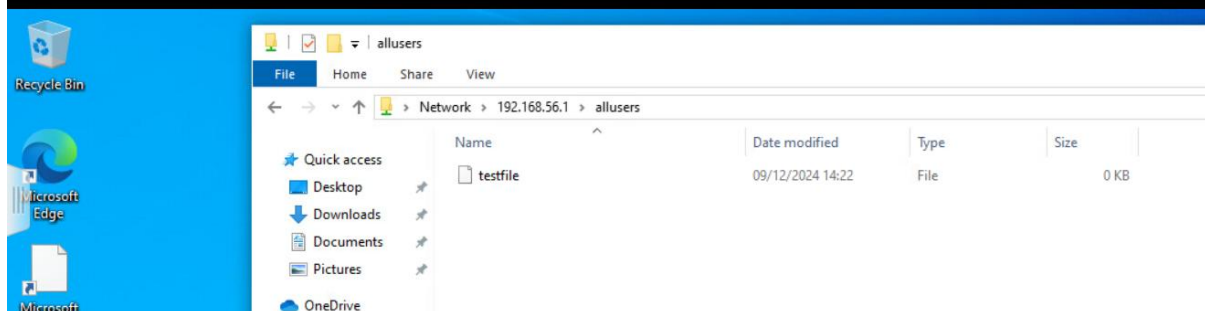 Recycle Bin
Microsoft
Edge
Microsoft
allusers
File Home Share View
Network > 192.168.56.1 > allusers
Quick access
Desktop
Downloads
Documents
Pictures
OneDrive
Name Date modified Type Size
testfile 09/12/2024 14:22 File 0 KB